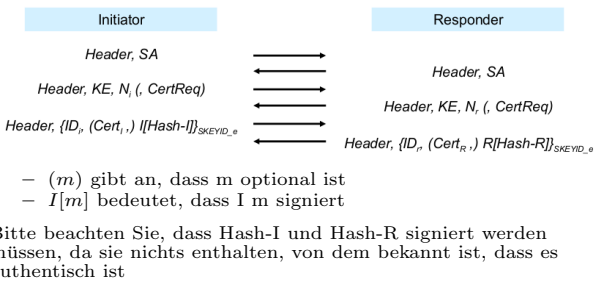 Initiator
Responder
Header, SA
Header, SA
Header, KE, Nᵢ (, CertReq)
Header, KE, Nᵣ (, CertReq)
Header, {IDᵢ, (Certᵢ ,) I[Hash-I]}SKEYID_e
Header, {IDᵣ, (Cert_R ,) R[Hash-R]}SKEYID_e
– (m) gibt an, dass m optional ist
– I[m] bedeutet, dass I m signiert
Bitte beachten Sie, dass Hash-I und Hash-R signiert werden
müssen, da sie nichts enthalten, von dem bekannt ist, dass es
authentisch ist